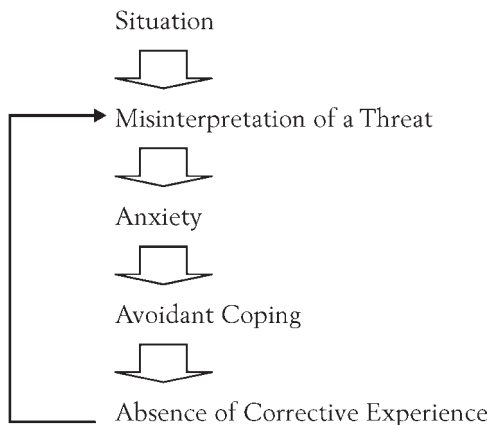 Situation
Misinterpretation of a Threat
Anxiety
Avoidant Coping
Absence of Corrective Experience